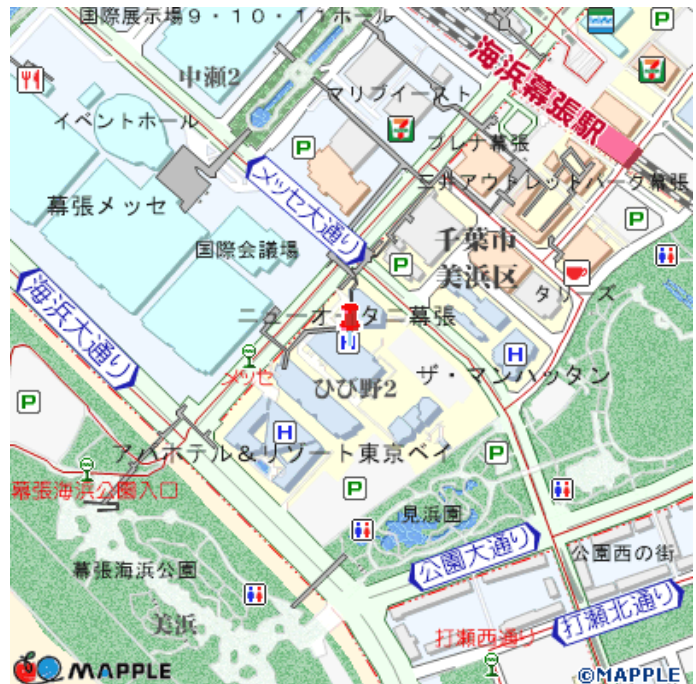 国際展示場9・10・11ホール
中瀬2
海浜幕張駅
マリブイースト
イベントホール
プレナ幕張
三井アウトレットパーク幕張
メッセ大通り
幕張メッセ
千葉市
美浜区
国際会議場
海浜大通り
タリーズ
ニューオータニ幕張
メッセ
ひび野2
ザ・マンハッタン
アパホテル&リゾート東京ベイ
幕張海浜公園入口
見浜園
公園大通り
公園西の街
幕張海浜公園
美浜
打瀬北通り
打瀬西通り
MAPPLE
©MAPPLE
P
P
P
P
P
P
P
H
H
H